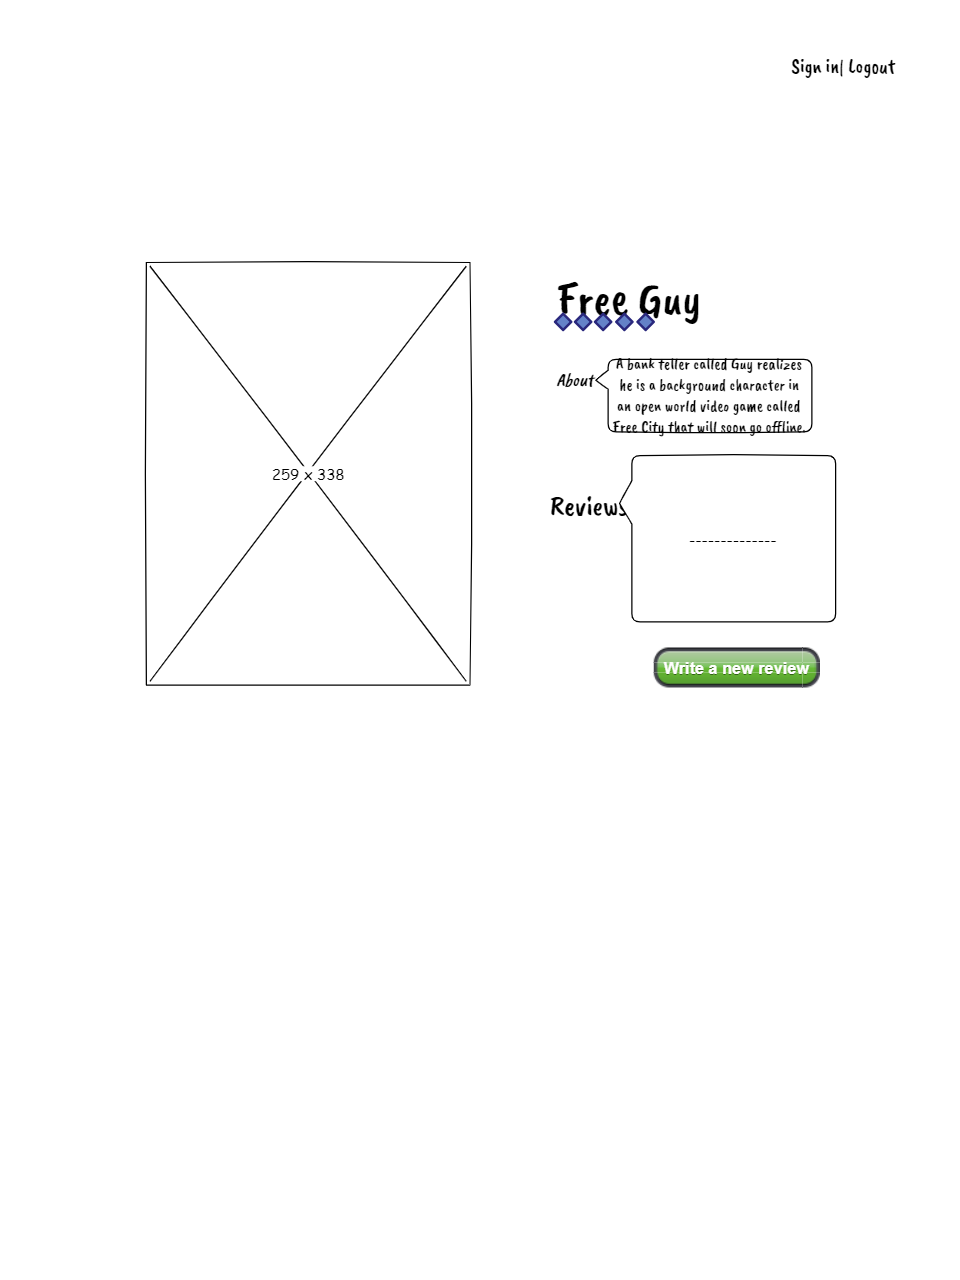 Sign in| Logout
Free Guy
About
A bank teller called Guy realizes
he is a background character in
an open world video game called
Free City that will soon go offline.
259 x 338
Reviews
--------------
Write a new review